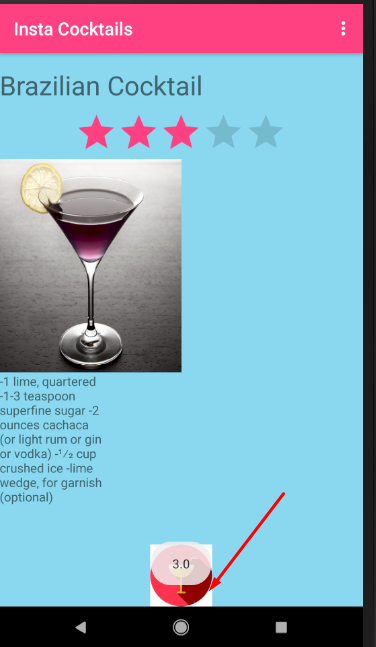 Insta Cocktails
Brazilian Cocktail
-1 lime, quartered
-1-3 teaspoon
superfine sugar -2
ounces cachaca
(or light rum or gin
or vodka) -¹⁄₂ cup
crushed ice -lime
wedge, for garnish
(optional)
3.0